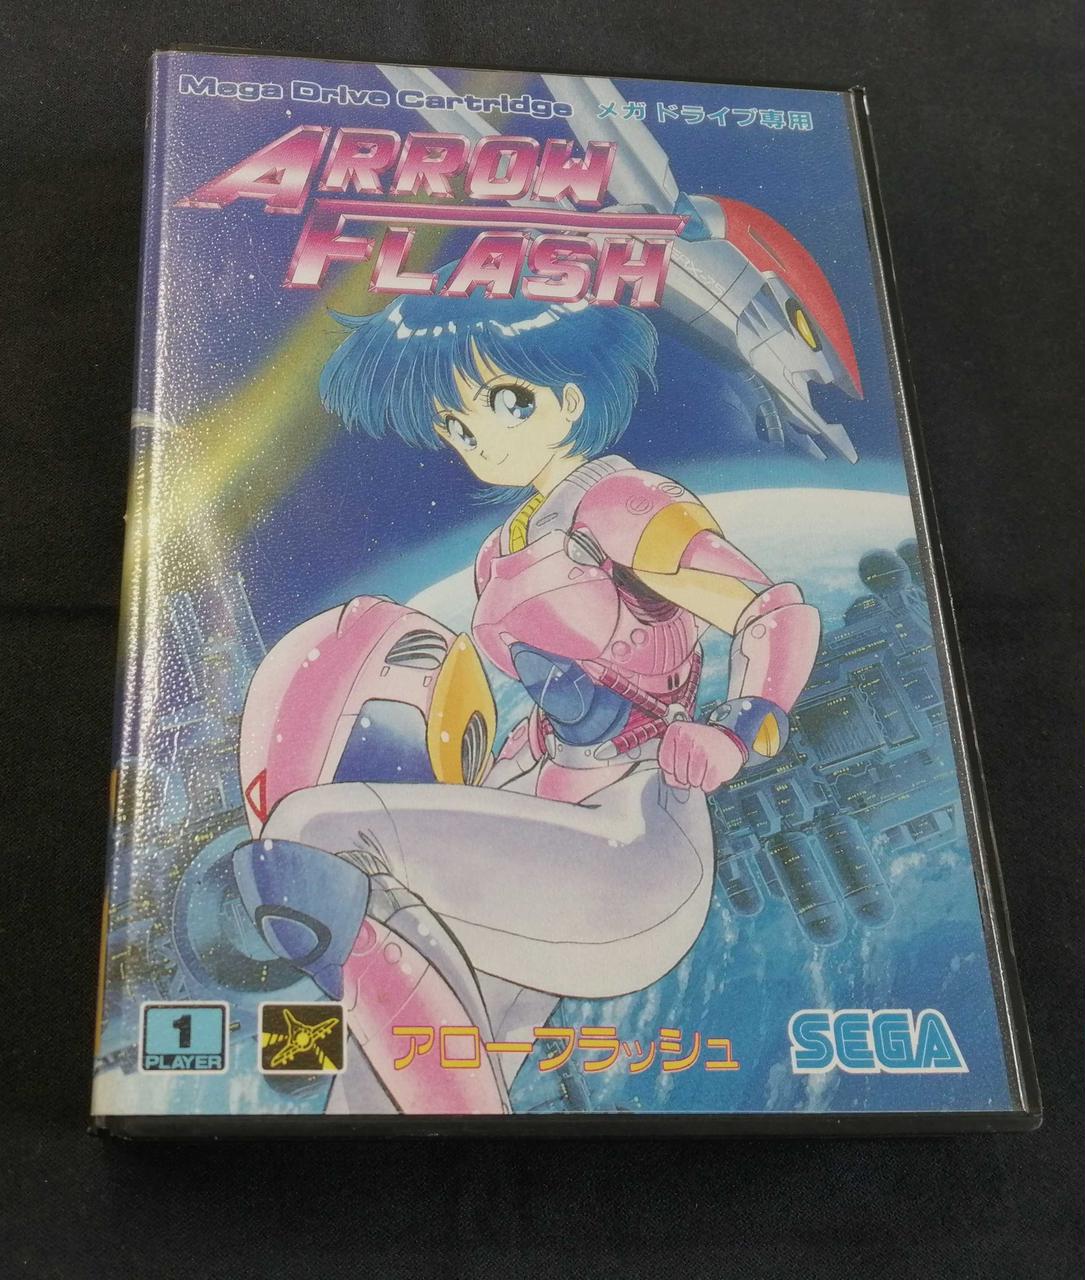 Mega Drive Cartridge メガドライブ専用
ARROW
FLASH
1
PLAYER
アローフラッシュ
SEGA